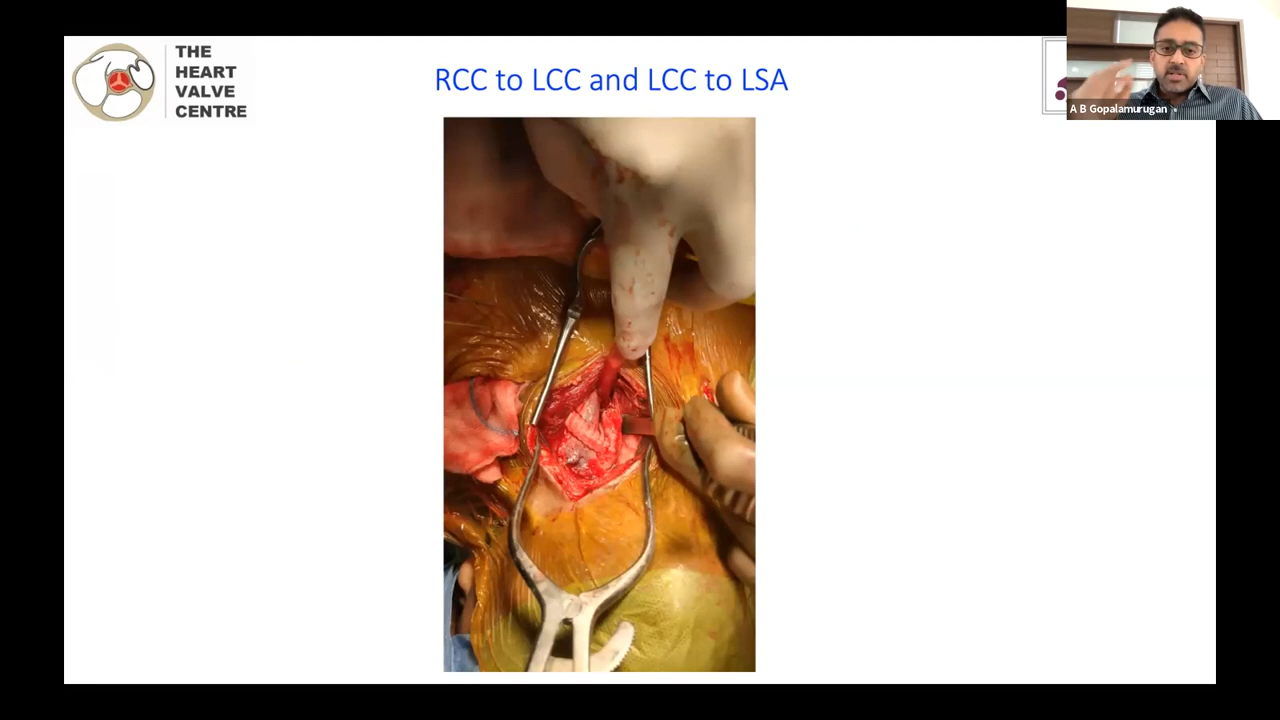 THE
HEART
VALVE
CENTRE
RCC to LCC and LCC to LSA
A B Gopalamurugan